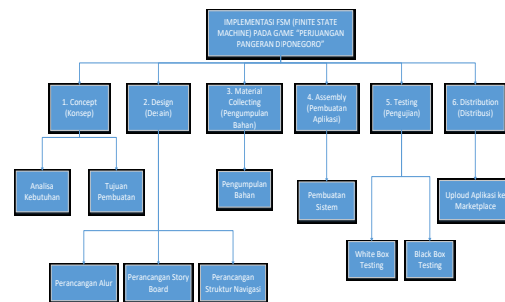 IMPLEMENTASI FSM (FINITE STATE
MACHINE) PADA GAME “PERJUANGAN
PANGERAN DIPONEGORO)
1. Concept
(Konsep)
2. Design
(Desain)
3. Material
Collecting
(Pengumpulan
Bahan)
4. Assembly
(Pembuatan
Aplikasi)
5. Testing
(Pengujian)
6. Distribution
(Distribusi)
Analisa
Kebutuhan
Tujuan
Pembuatan
Pengumpulan
Bahan
Pembuatan
Sistem
Uploud Aplikasi ke
Marketplace
White Box
Testing
Black Box
Testing
Perancangan Alur
Perancangan Story
Board
Perancangan
Struktur Navigasi